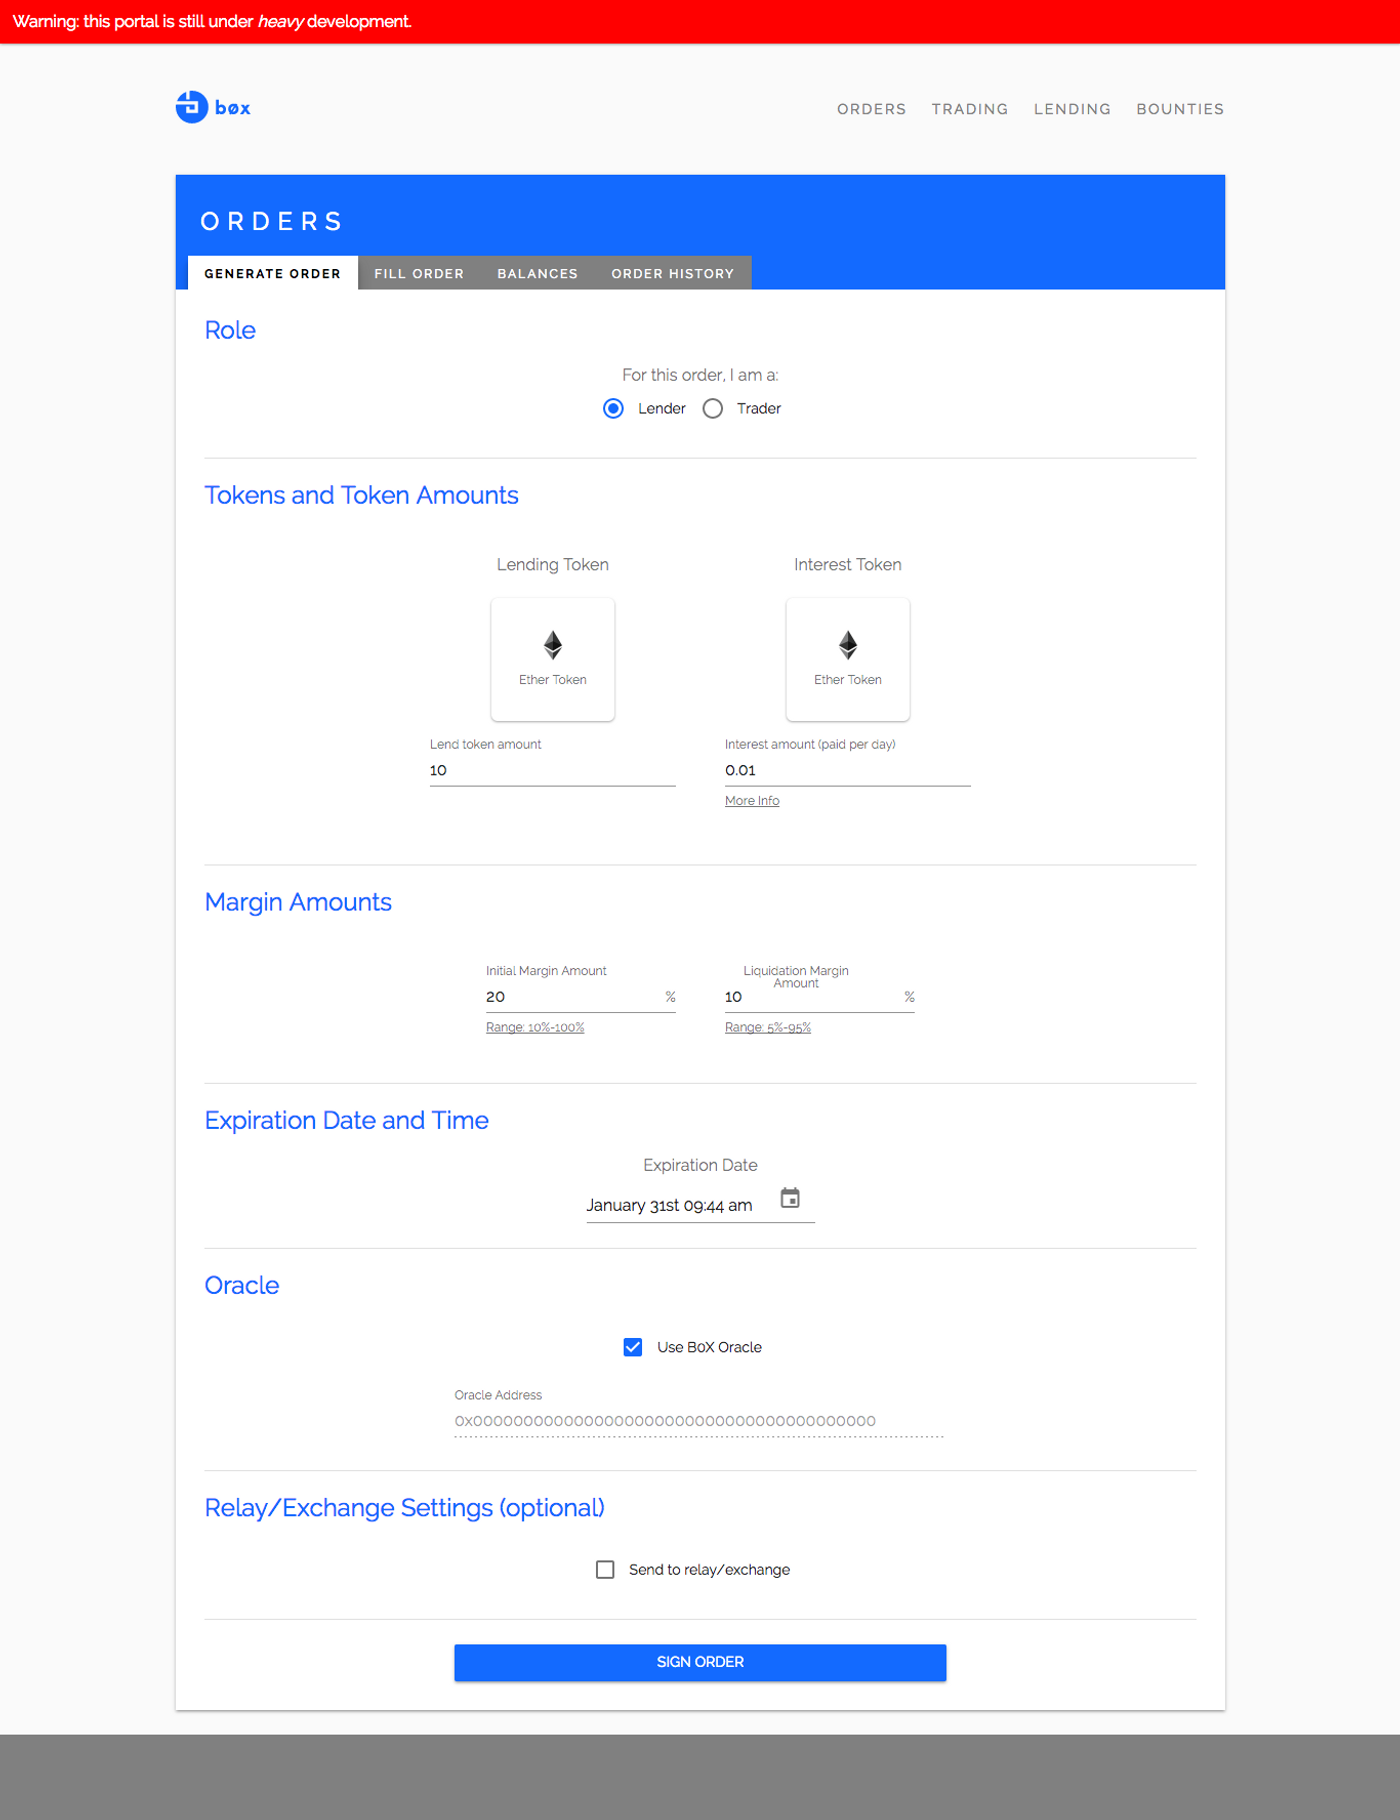 Warning: this portal is still under heavy development.
bøx
ORDERS TRADING LENDING BOUNTIES
ORDERS
GENERATE ORDER FILL ORDER BALANCES ORDER HISTORY
Role
For this order, I am a:
Lender Trader
Tokens and Token Amounts
Lending Token Interest Token
Ether Token Ether Token
Lend token amount Interest amount (paid per day)
10 0.01
More Info
Margin Amounts
Initial Margin Amount Liquidation Margin
Amount
20 % 10 %
Range: 10%-100% Range: 5%-95%
Expiration Date and Time
Expiration Date
January 31st 09:44 am
Oracle
Use B0X Oracle
Oracle Address
0x0000000000000000000000000000000000000000
Relay/Exchange Settings (optional)
Send to relay/exchange
SIGN ORDER